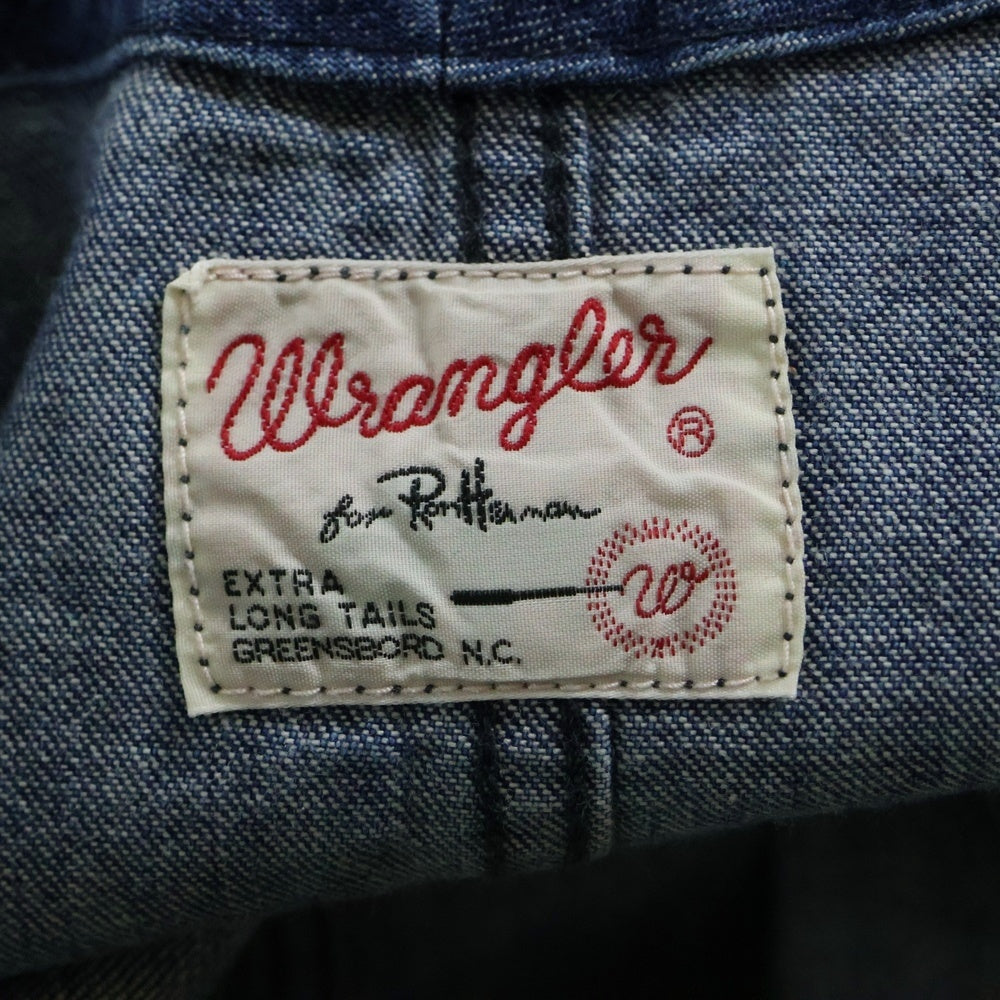 Wrangler
®
for Ron Herman
EXTRA
LONG TAILS
GREENSBORO N.C.
W